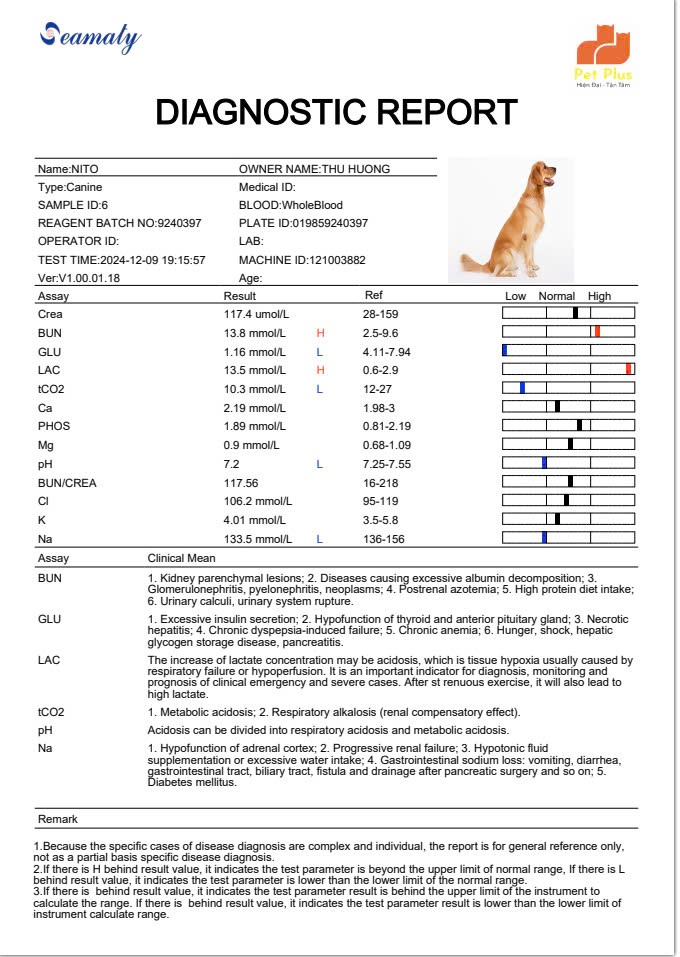 Seamaty
Pet Plus
Hiện Đại - Tận Tâm
DIAGNOSTIC REPORT
Name:NITO OWNER NAME:THU HUONG
Type:Canine Medical ID:
SAMPLE ID:6 BLOOD:WholeBlood
REAGENT BATCH NO:9240397 PLATE ID:019859240397
OPERATOR ID: LAB:
TEST TIME:2024-12-09 19:15:57 MACHINE ID:121003882
Ver:V1.00.01.18 Age:
Assay Result Ref Low Normal High
Crea 117.4 umol/L 28-159
BUN 13.8 mmol/L H 2.5-9.6
GLU 1.16 mmol/L L 4.11-7.94
LAC 13.5 mmol/L H 0.6-2.9
tCO2 10.3 mmol/L L 12-27
Ca 2.19 mmol/L 1.98-3
PHOS 1.89 mmol/L 0.81-2.19
Mg 0.9 mmol/L 0.68-1.09
pH 7.2 L 7.25-7.55
BUN/CREA 117.56 16-218
Cl 106.2 mmol/L 95-119
K 4.01 mmol/L 3.5-5.8
Na 133.5 mmol/L L 136-156
Assay Clinical Mean
BUN 1. Kidney parenchymal lesions; 2. Diseases causing excessive albumin decomposition; 3.
Glomerulonephritis, pyelonephritis, neoplasms; 4. Postrenal azotemia; 5. High protein diet intake;
6. Urinary calculi, urinary system rupture.
GLU 1. Excessive insulin secretion; 2. Hypofunction of thyroid and anterior pituitary gland; 3. Necrotic
hepatitis; 4. Chronic dyspepsia-induced failure; 5. Chronic anemia; 6. Hunger, shock, hepatic
glycogen storage disease, pancreatitis.
LAC The increase of lactate concentration may be acidosis, which is tissue hypoxia usually caused by
respiratory failure or hypoperfusion. It is an important indicator for diagnosis, monitoring and
prognosis of clinical emergency and severe cases. After st renuous exercise, it will also lead to
high lactate.
tCO2 1. Metabolic acidosis; 2. Respiratory alkalosis (renal compensatory effect).
pH Acidosis can be divided into respiratory acidosis and metabolic acidosis.
Na 1. Hypofunction of adrenal cortex; 2. Progressive renal failure; 3. Hypotonic fluid
supplementation or excessive water intake; 4. Gastrointestinal sodium loss: vomiting, diarrhea,
gastrointestinal tract, biliary tract, fistula and drainage after pancreatic surgery and so on; 5.
Diabetes mellitus.
Remark
1.Because the specific cases of disease diagnosis are complex and individual, the report is for general reference only,
not as a partial basis specific disease diagnosis.
2.If there is H behind result value, it indicates the test parameter is beyond the upper limit of normal range, If there is L
behind result value, it indicates the test parameter is lower than the lower limit of the normal range.
3.If there is  behind result value, it indicates the test parameter result is behind the upper limit of the instrument to
calculate the range. If there is  behind result value, it indicates the test parameter result is lower than the lower limit of
instrument calculate range.